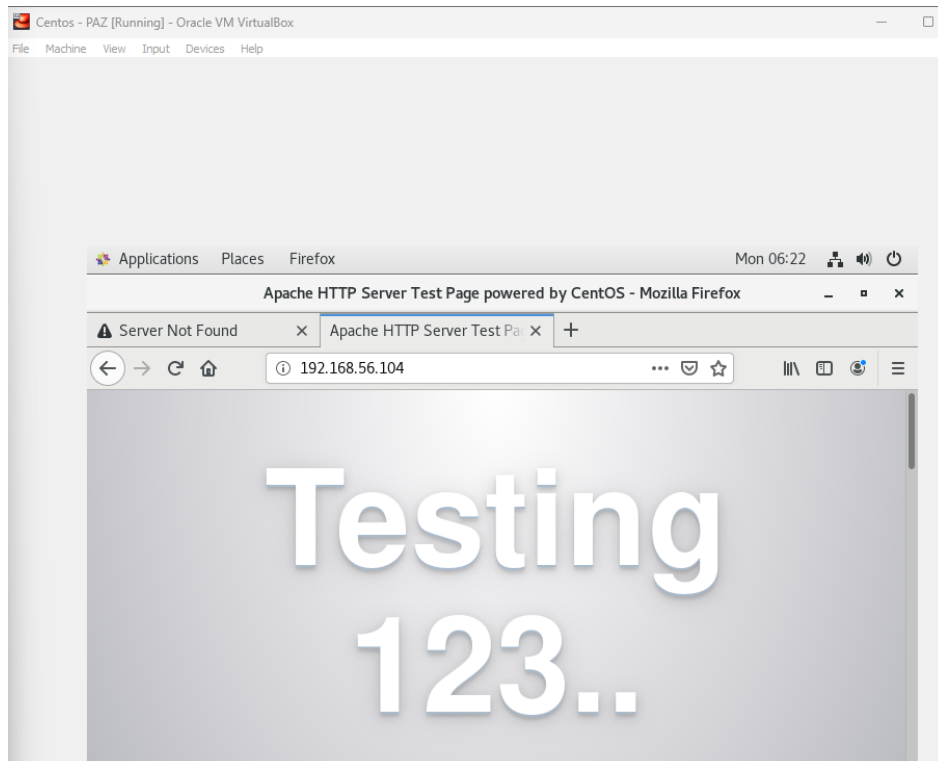 Centos - PAZ [Running] - Oracle VM VirtualBox
File Machine View Input Devices Help
Applications Places Firefox Mon 06:22
Apache HTTP Server Test Page powered by CentOS - Mozilla Firefox
Server Not Found Apache HTTP Server Test Pag
192.168.56.104
Testing
123..